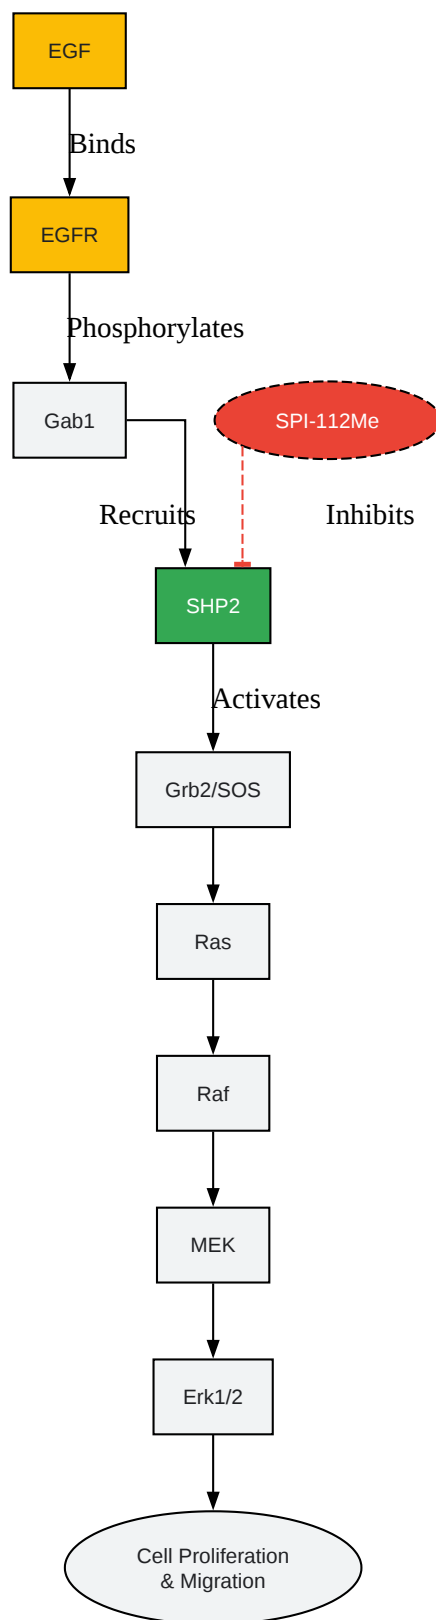 EGF
Binds
EGFR
Phosphorylates
Gab1
SPI-112Me
Recruits
Inhibits
SHP2
Activates
Grb2/SOS
Ras
Raf
MEK
Erk1/2
Cell Proliferation
& Migration